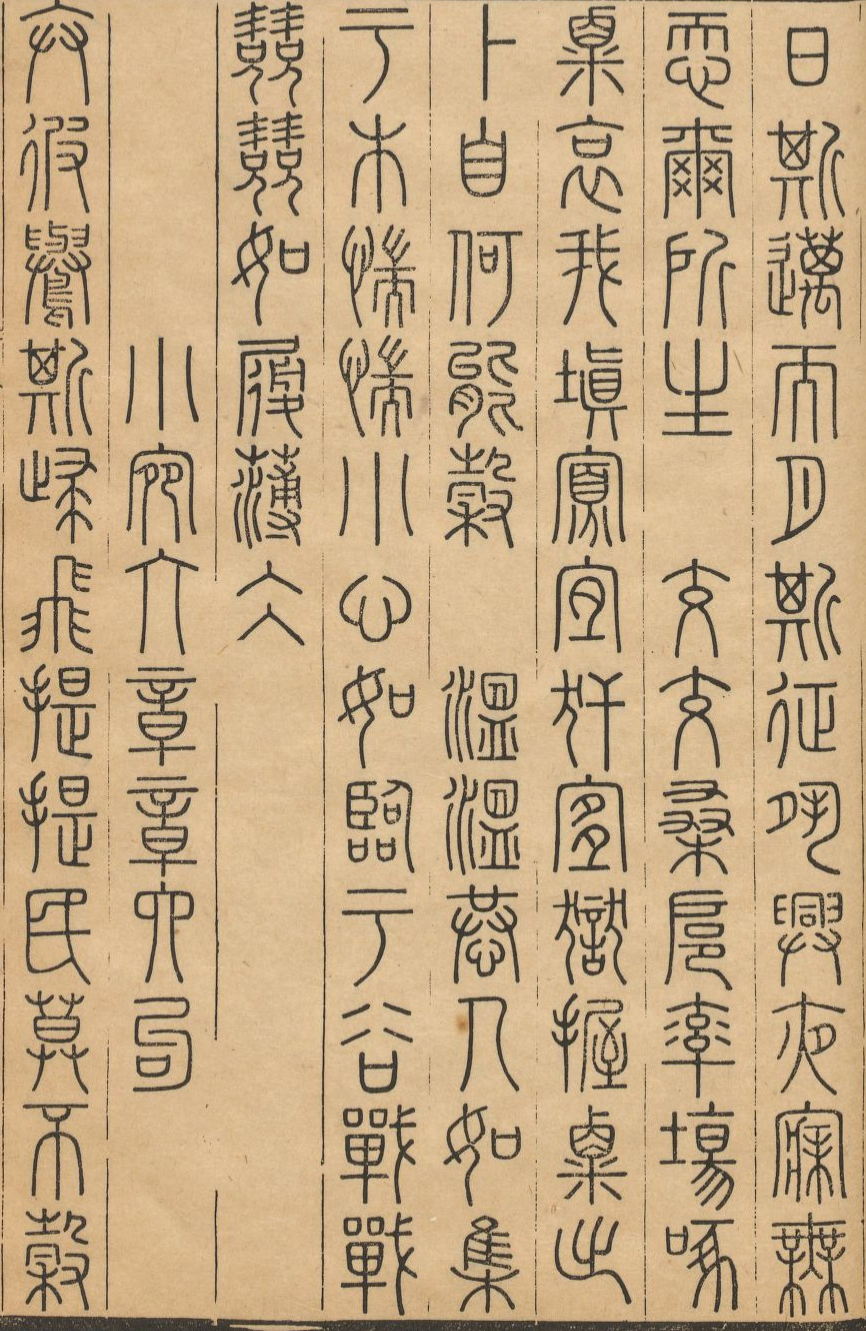 日斯邁而月斯征夙興夜寐無
忝爾所生　交交桑扈率場啄
粟哀我填寡宜犴宜獄握粟出
卜自何能穀　溫溫恭人如集
于木惴惴小心如臨于谷戰戰
兢兢如履薄冰
小宛六章章六句
弁彼鸒斯歸飛提提民莫不穀